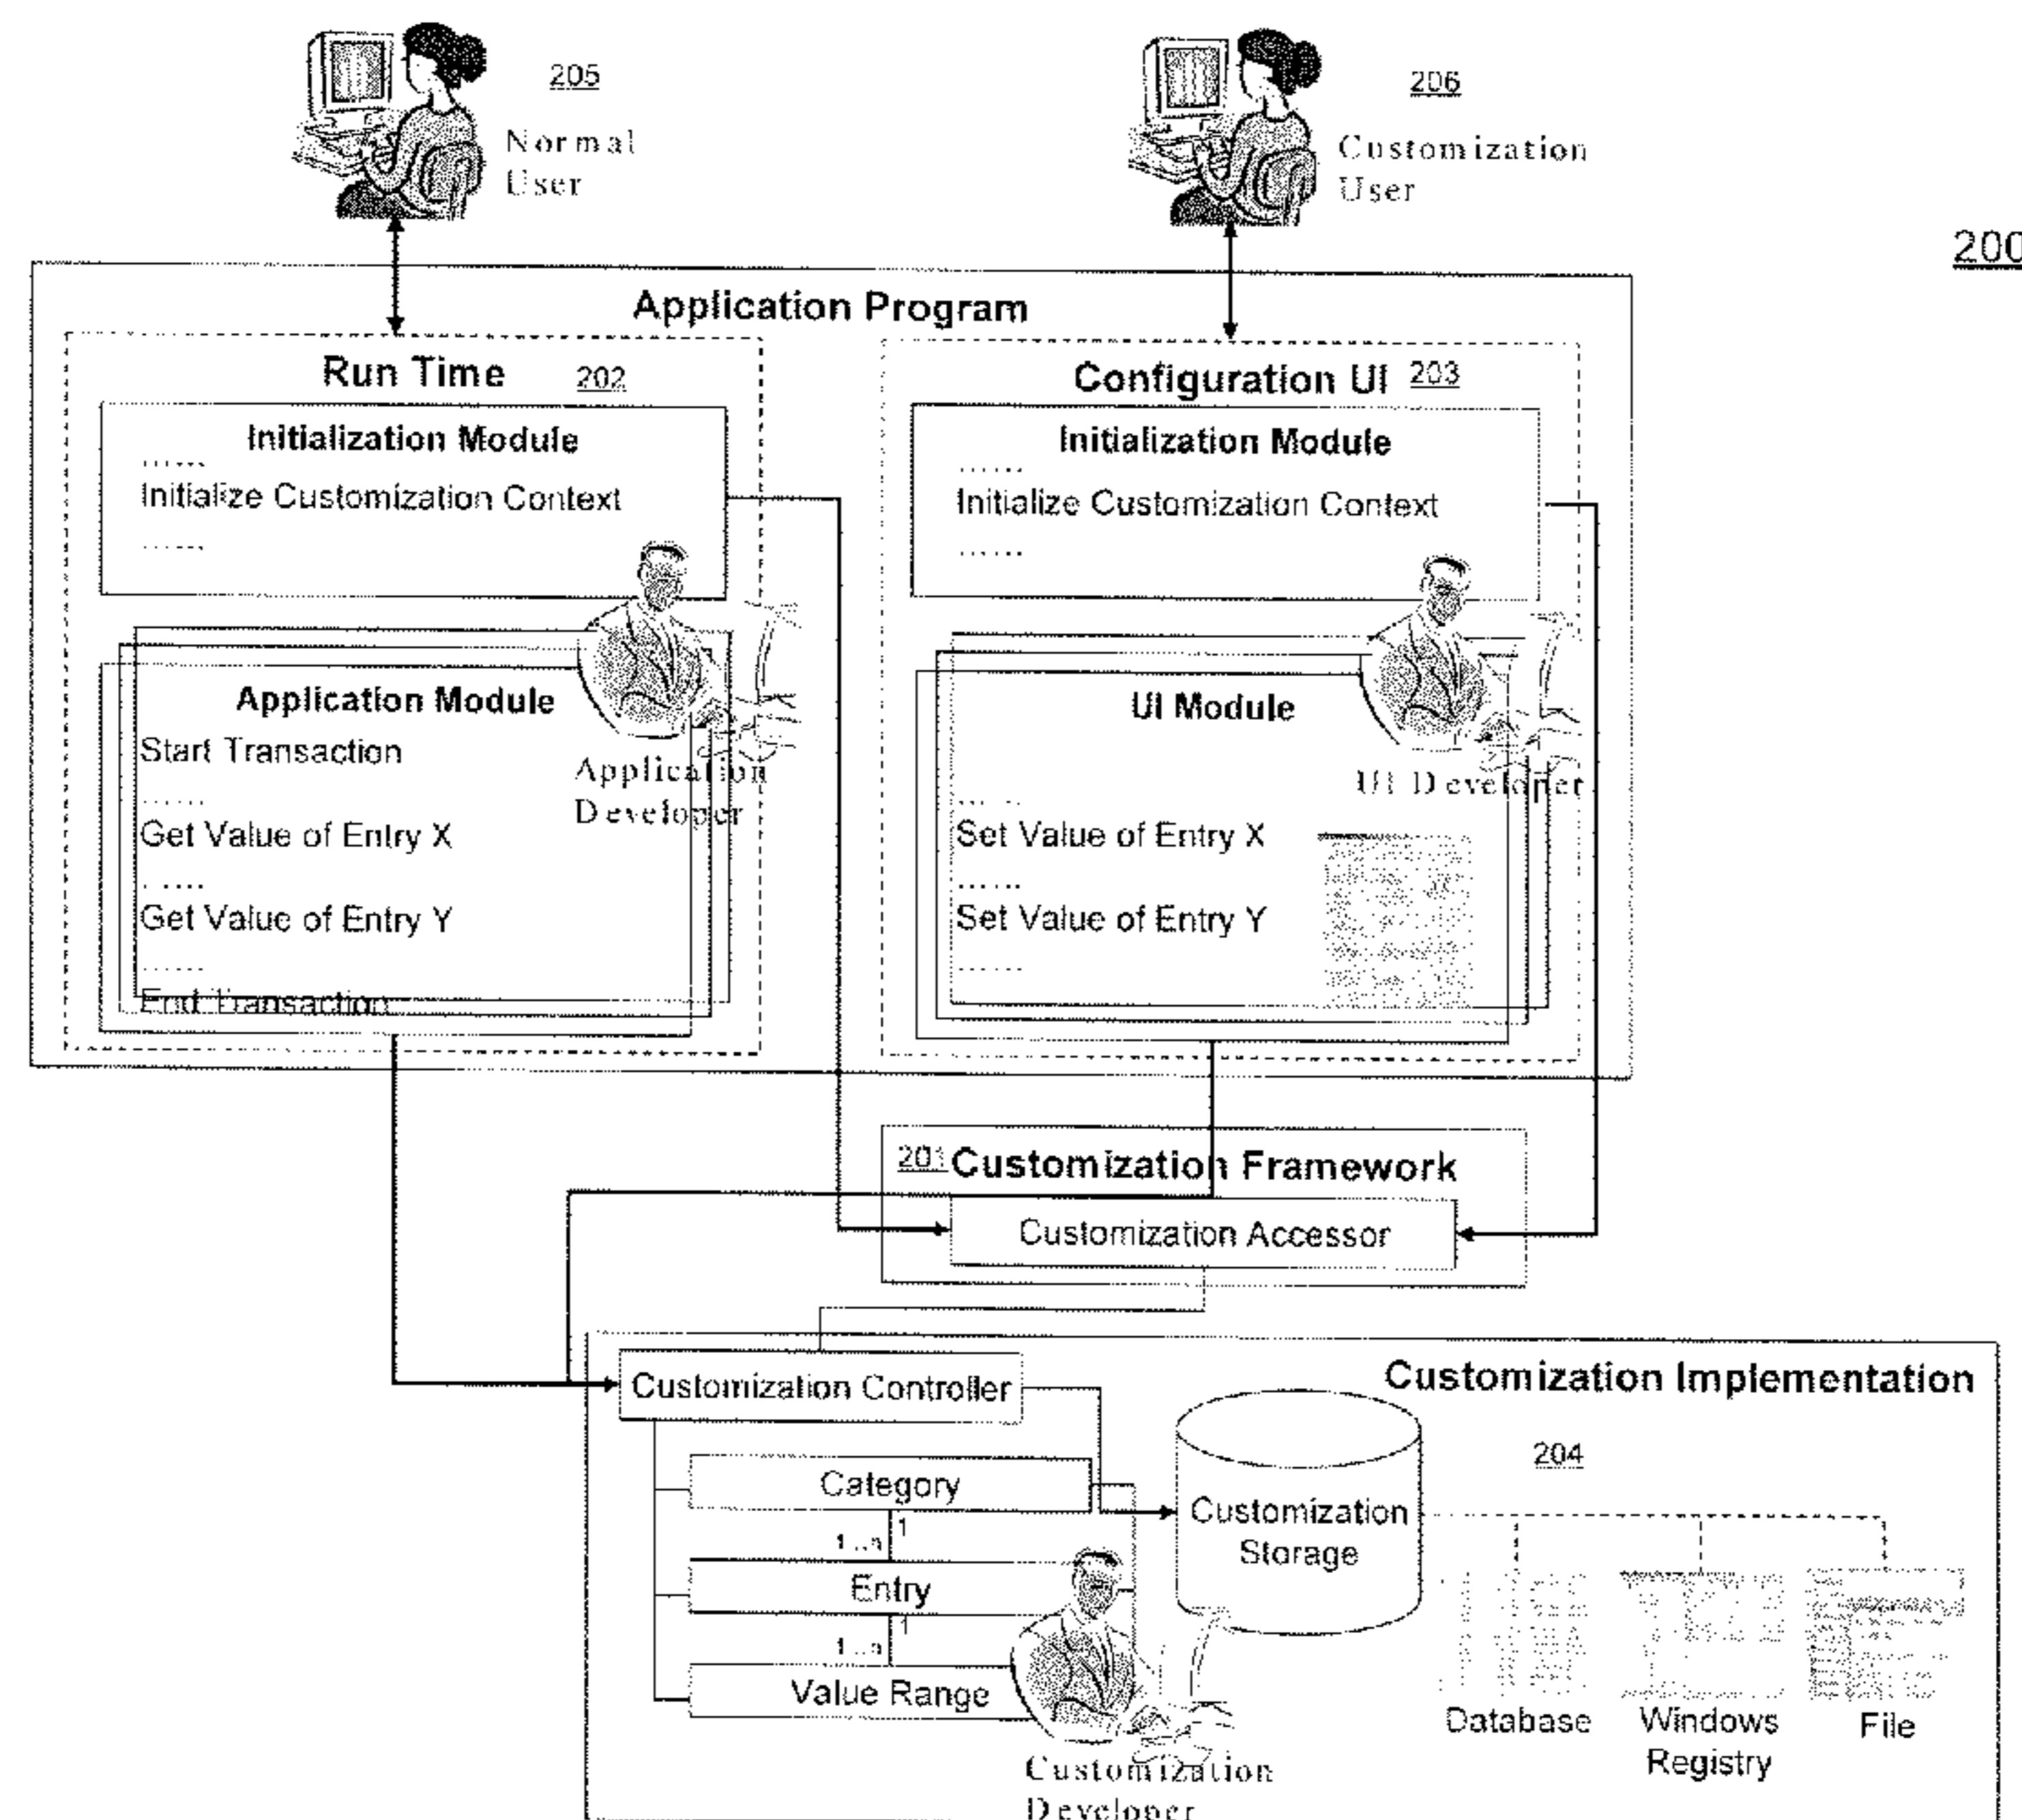 205
Normal
User
206
Customization
User
200
Application Program
Run Time 202
Initialization Module
......
Initialize Customization Context
......
Application Module
Start Transaction
......
Get Value of Entry X
......
Get Value of Entry Y
......
End Transaction
Application
Developer
Configuration UI 203
Initialization Module
......
Initialize Customization Context
......
UI Module
UI Developer
......
Set Value of Entry X
......
Set Value of Entry Y
......
201 Customization Framework
Customization Accessor
Customization Implementation
Customization Controller
204
Category
1
1..n
Entry
1
1..n
Value Range
Customization
Storage
Customization
Developer
Database
Windows
Registry
File